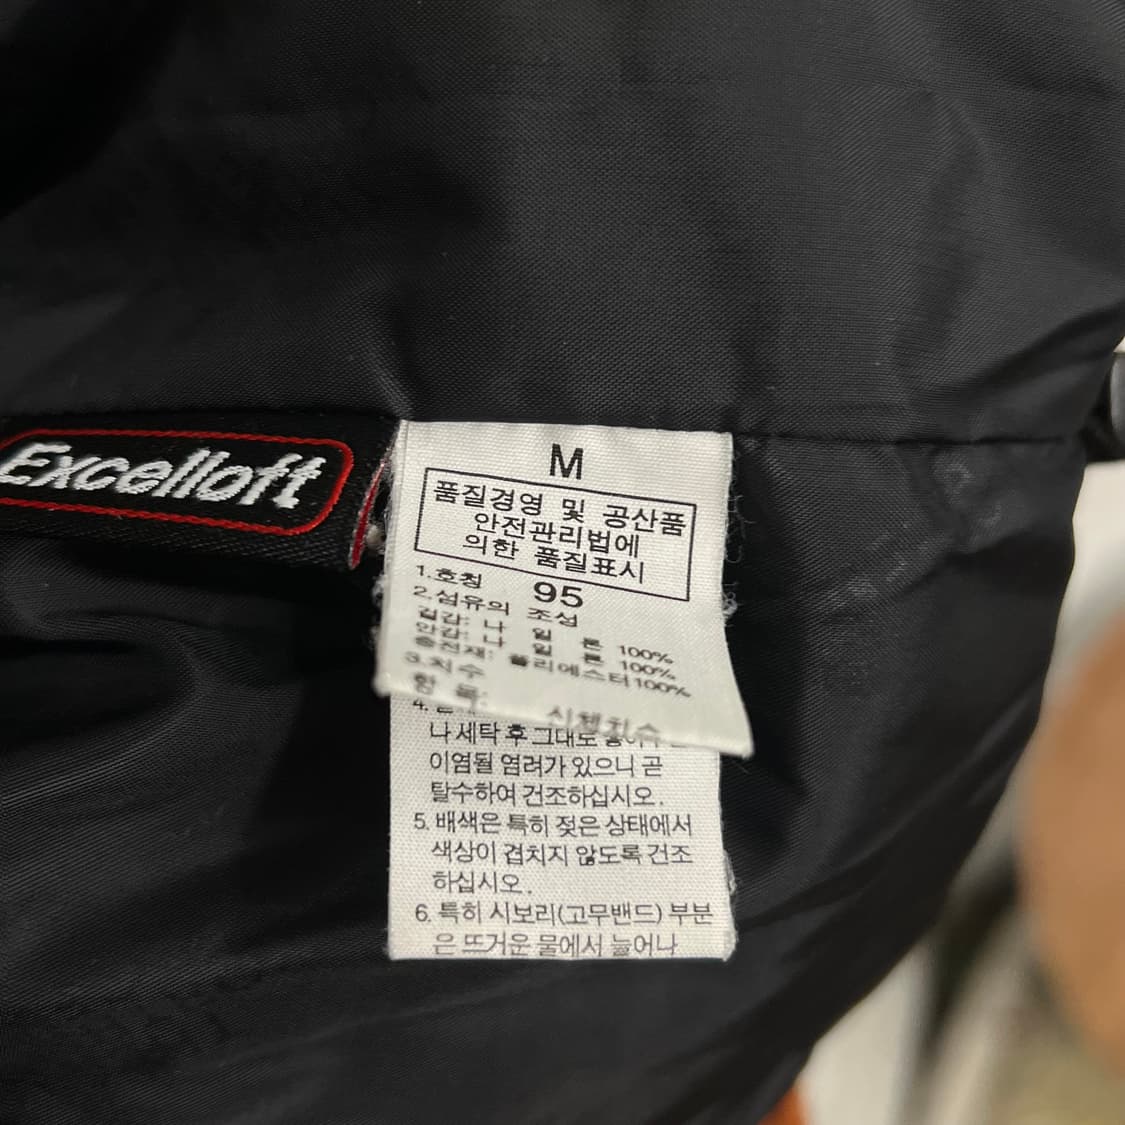 Excelloft
M
품질경영 및 공산품
안전관리법에
의한 품질표시
1.호칭 95
2.섬유의 조성
겉감: 나 일 론 100%
안감: 나 일 론 100%
충전재: 폴리에스터100%
3.치수
항 목: 신체치수
4.
나 세탁 후 그대로
이염될 염려가 있으니 곧
탈수하여 건조하십시오.
5. 배색은 특히 젖은 상태에서
색상이 겹치지 않도록 건조
하십시오.
6. 특히 시보리(고무밴드) 부분
은 뜨거운 물에서 늘어나